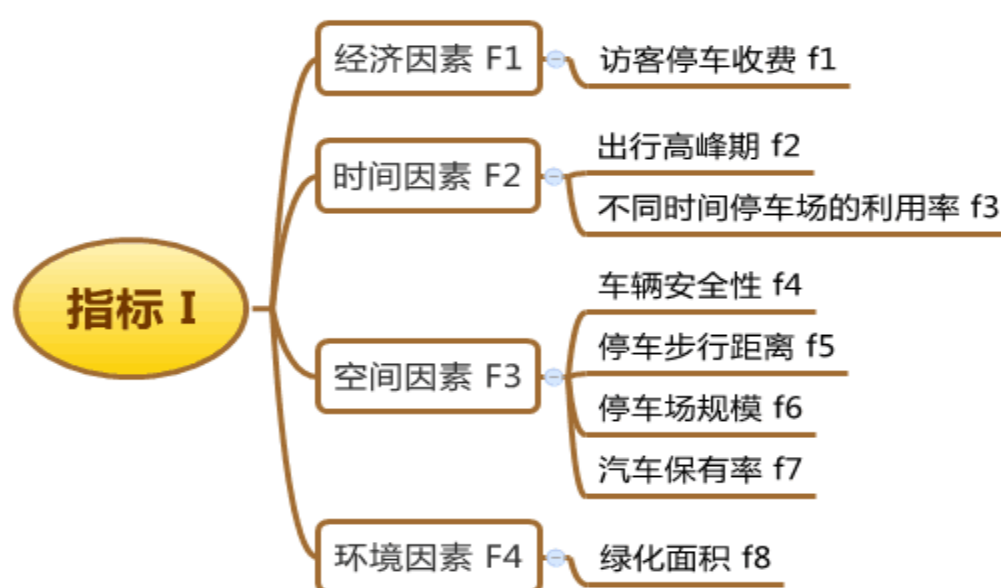 指标 I
经济因素 F1
访客停车收费 f1
时间因素 F2
出行高峰期 f2
不同时间停车场的利用率 f3
空间因素 F3
车辆安全性 f4
停车步行距离 f5
停车场规模 f6
汽车保有率 f7
环境因素 F4
绿化面积 f8